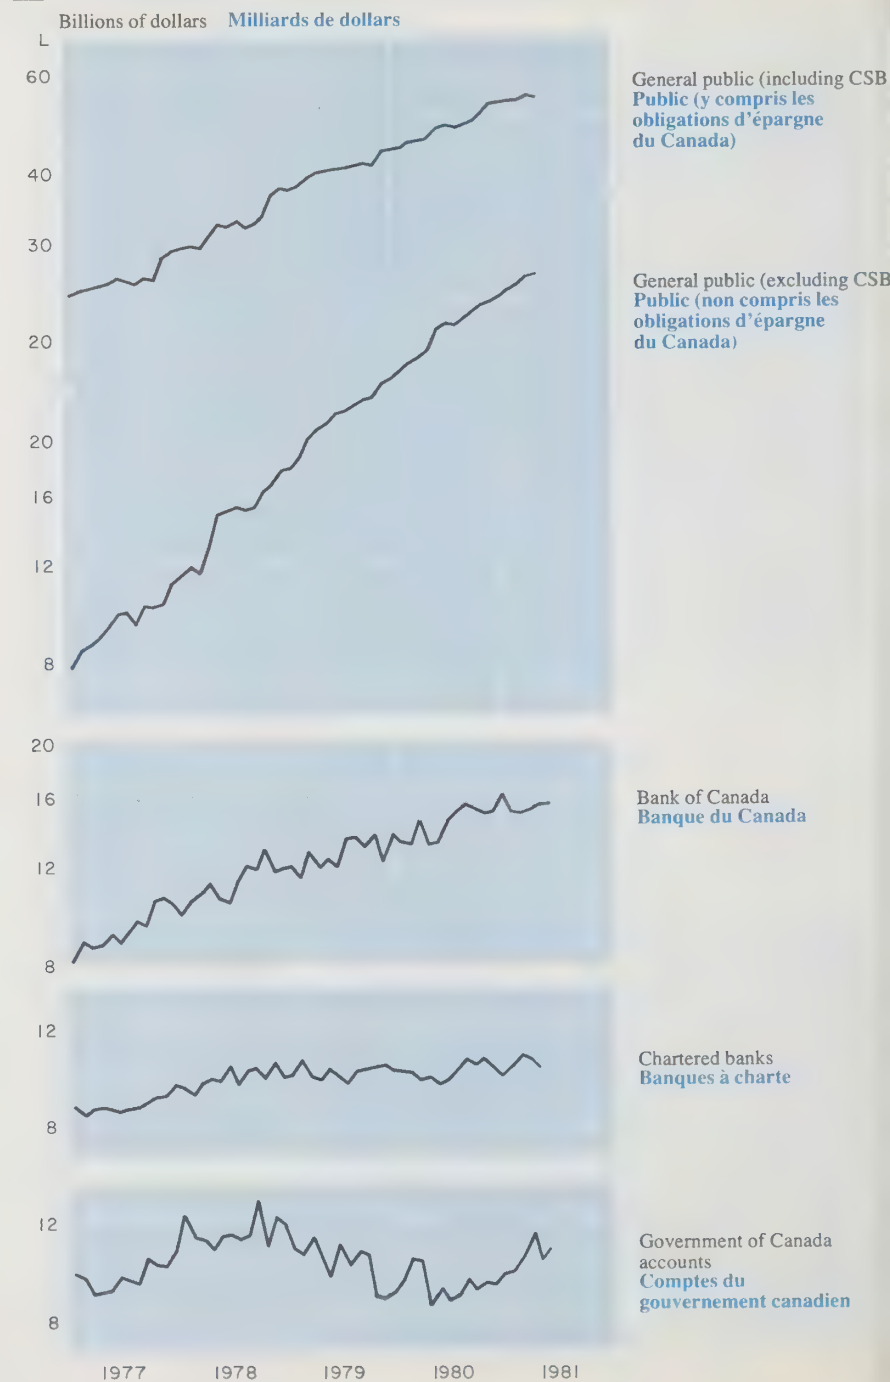 Billions of dollars Milliards de dollars
L
60
40
30
20
20
16
12
8
General public (including CSB
Public (y compris les
obligations d'épargne
du Canada)
General public (excluding CSB
Public (non compris les
obligations d'épargne
du Canada)
20
16
12
8
Bank of Canada
Banque du Canada
12
8
Chartered banks
Banques à charte
12
8
Government of Canada
accounts
Comptes du
gouvernement canadien
1977 1978 1979 1980 1981